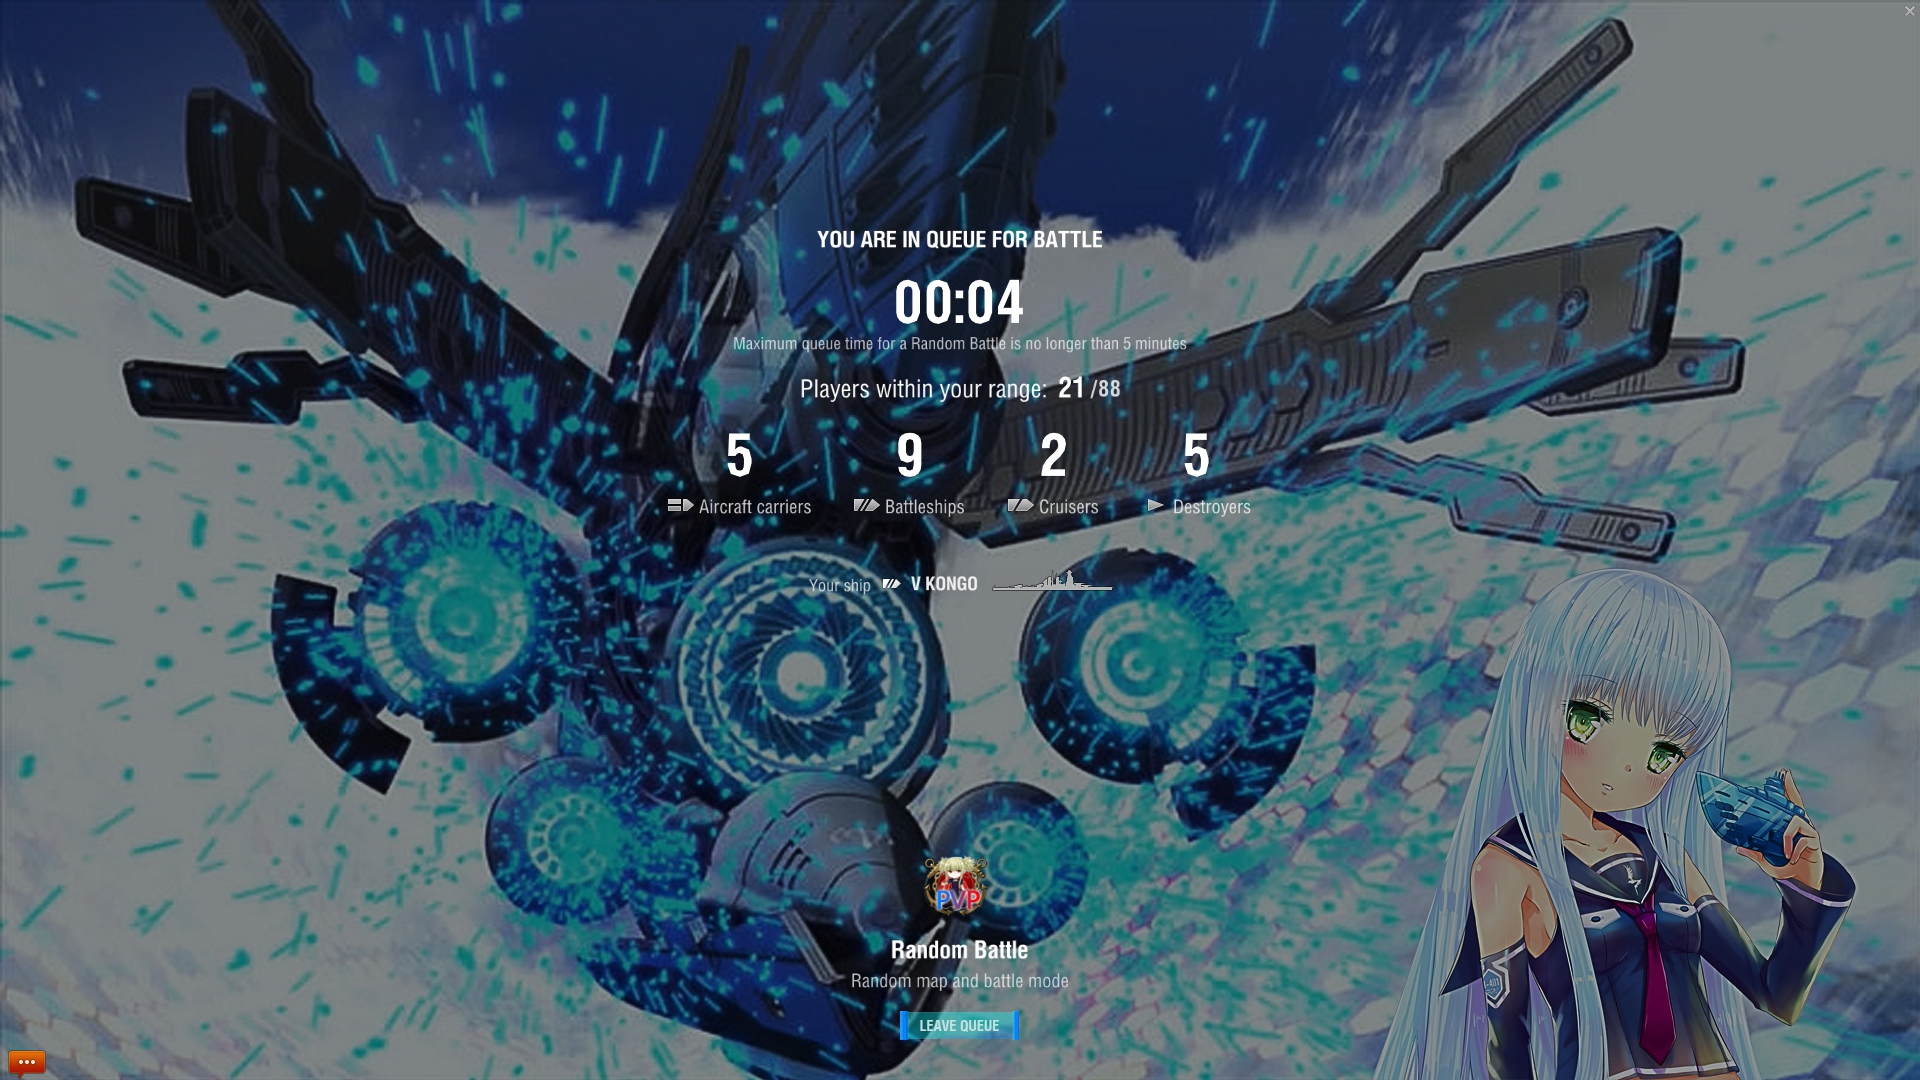 YOU ARE IN QUEUE FOR BATTLE
00:04
Maximum queue time for a Random Battle is no longer than 5 minutes
Players within your range: 21 /88
5 9 2 5
Aircraft carriers Battleships Cruisers Destroyers
Your ship V KONGO
PVP
Random Battle
Random map and battle mode
LEAVE QUEUE